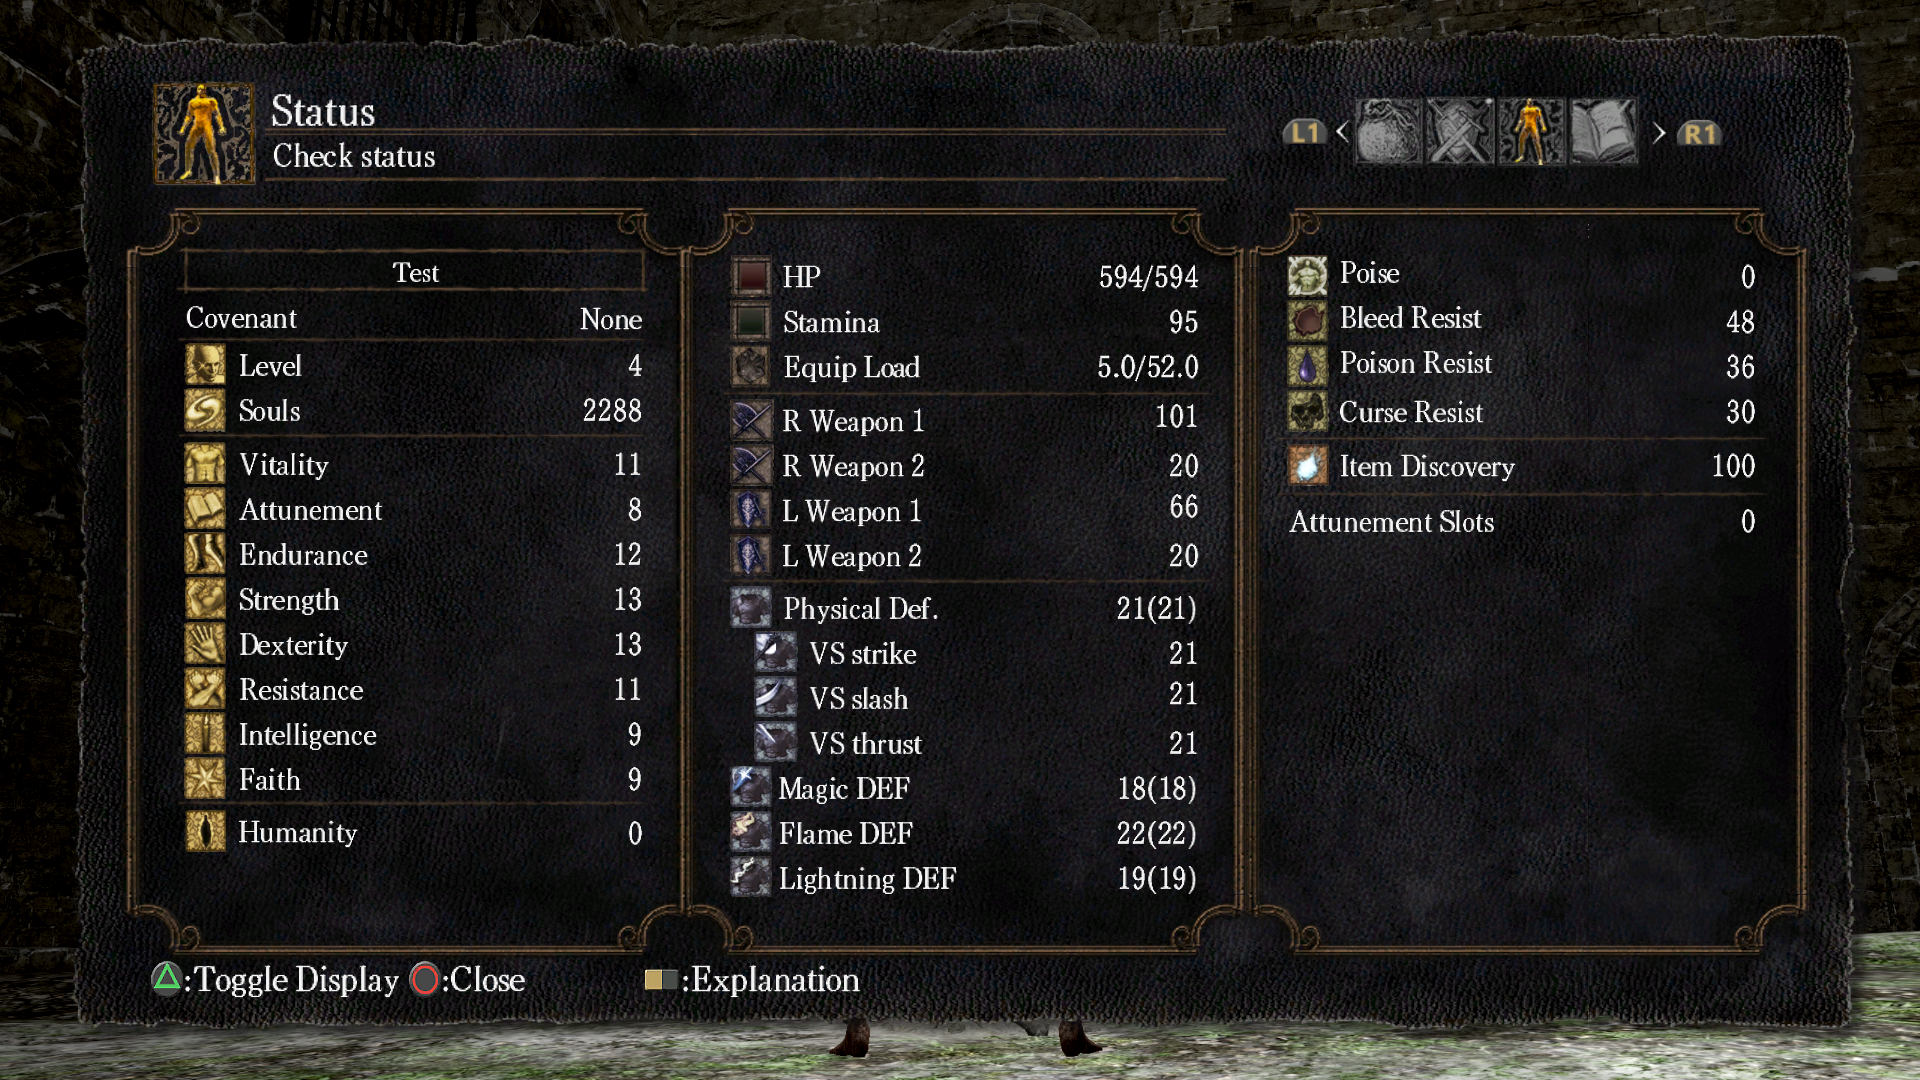 Status
Check status
L1
R1
Test
Covenant None
Level 4
Souls 2288
Vitality 11
Attunement 8
Endurance 12
Strength 13
Dexterity 13
Resistance 11
Intelligence 9
Faith 9
Humanity 0
HP 594/594
Stamina 95
Equip Load 5.0/52.0
R Weapon 1 101
R Weapon 2 20
L Weapon 1 66
L Weapon 2 20
Physical Def. 21(21)
VS strike 21
VS slash 21
VS thrust 21
Magic DEF 18(18)
Flame DEF 22(22)
Lightning DEF 19(19)
Poise 0
Bleed Resist 48
Poison Resist 36
Curse Resist 30
Item Discovery 100
Attunement Slots 0
:Toggle Display :Close :Explanation